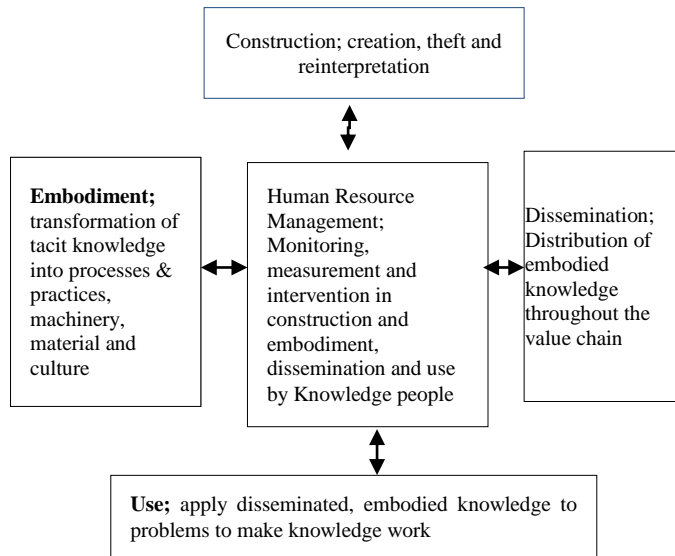 Construction; creation, theft and
reinterpretation
Embodiment;
transformation of
tacit knowledge
into processes &
practices,
machinery,
material and
culture
Human Resource
Management;
Monitoring,
measurement and
intervention in
construction and
embodiment,
dissemination and use
by Knowledge people
Dissemination;
Distribution of
embodied
knowledge
throughout the
value chain
Use; apply disseminated, embodied knowledge to
problems to make knowledge work